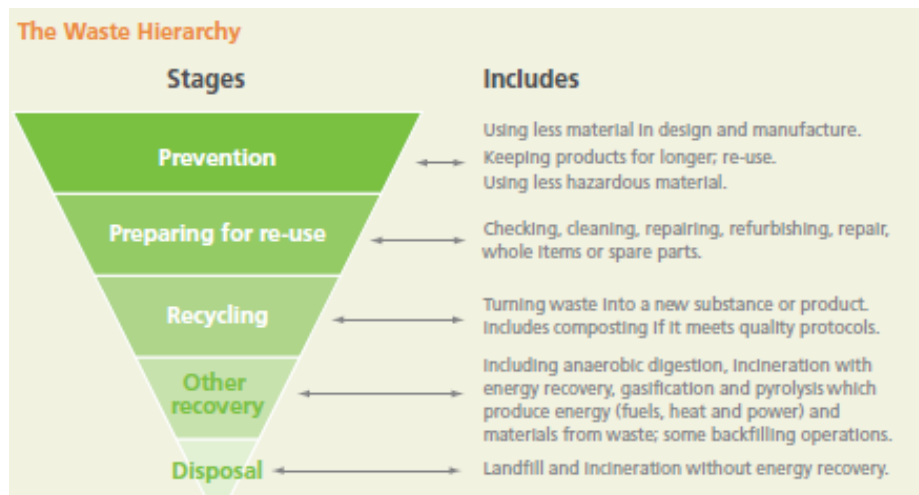 The Waste Hierarchy
Stages
Includes
Prevention
Using less material in design and manufacture.
Keeping products for longer; re-use.
Using less hazardous material.
Preparing for re-use
Checking, cleaning, repairing, refurbishing, repair,
whole items or spare parts.
Recycling
Turning waste into a new substance or product.
Includes composting if it meets quality protocols.
Other
recovery
Including anaerobic digestion, incineration with
energy recovery, gasification and pyrolysis which
produce energy (fuels, heat and power) and
materials from waste; some backfilling operations.
Disposal
Landfill and incineration without energy recovery.